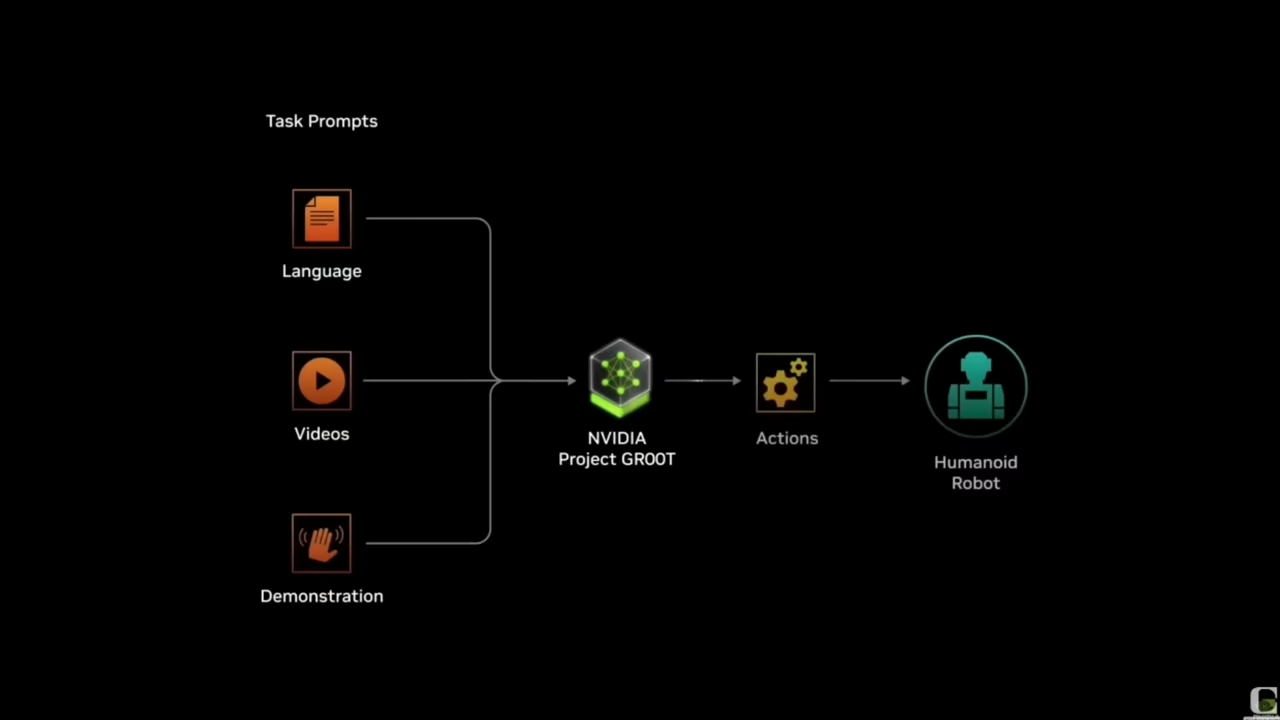 Task Prompts
Language
Videos
Demonstration
NVIDIA
Project GR00T
Actions
Humanoid
Robot